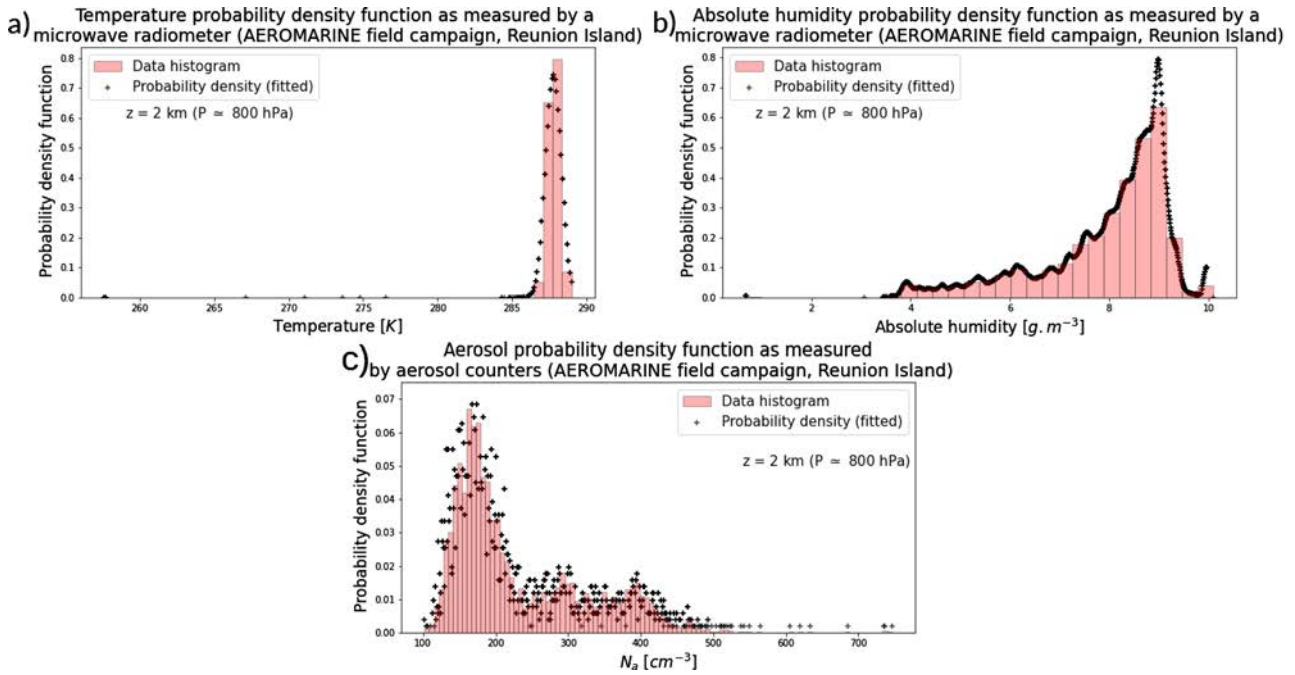 a)
Temperature probability density function as measured by a
microwave radiometer (AEROMARINE field campaign, Reunion Island)
Probability density function
0.8
0.7
0.6
0.5
0.4
0.3
0.2
0.1
0.0
Data histogram
Probability density (fitted)
z = 2 km (P ≃ 800 hPa)
260 265 270 275 280 285 290
Temperature [K]
b)
Absolute humidity probability density function as measured by a
microwave radiometer (AEROMARINE field campaign, Reunion Island)
Probability density function
0.8
0.7
0.6
0.5
0.4
0.3
0.2
0.1
0.0
Data histogram
Probability density (fitted)
z = 2 km (P ≃ 800 hPa)
2 4 6 8 10
Absolute humidity [g.m⁻³]
c)
Aerosol probability density function as measured
by aerosol counters (AEROMARINE field campaign, Reunion Island)
Probability density function
0.07
0.06
0.05
0.04
0.03
0.02
0.01
0.00
Data histogram
Probability density (fitted)
z = 2 km (P ≃ 800 hPa)
100 200 300 400 500 600 700
Nₐ [cm⁻³]